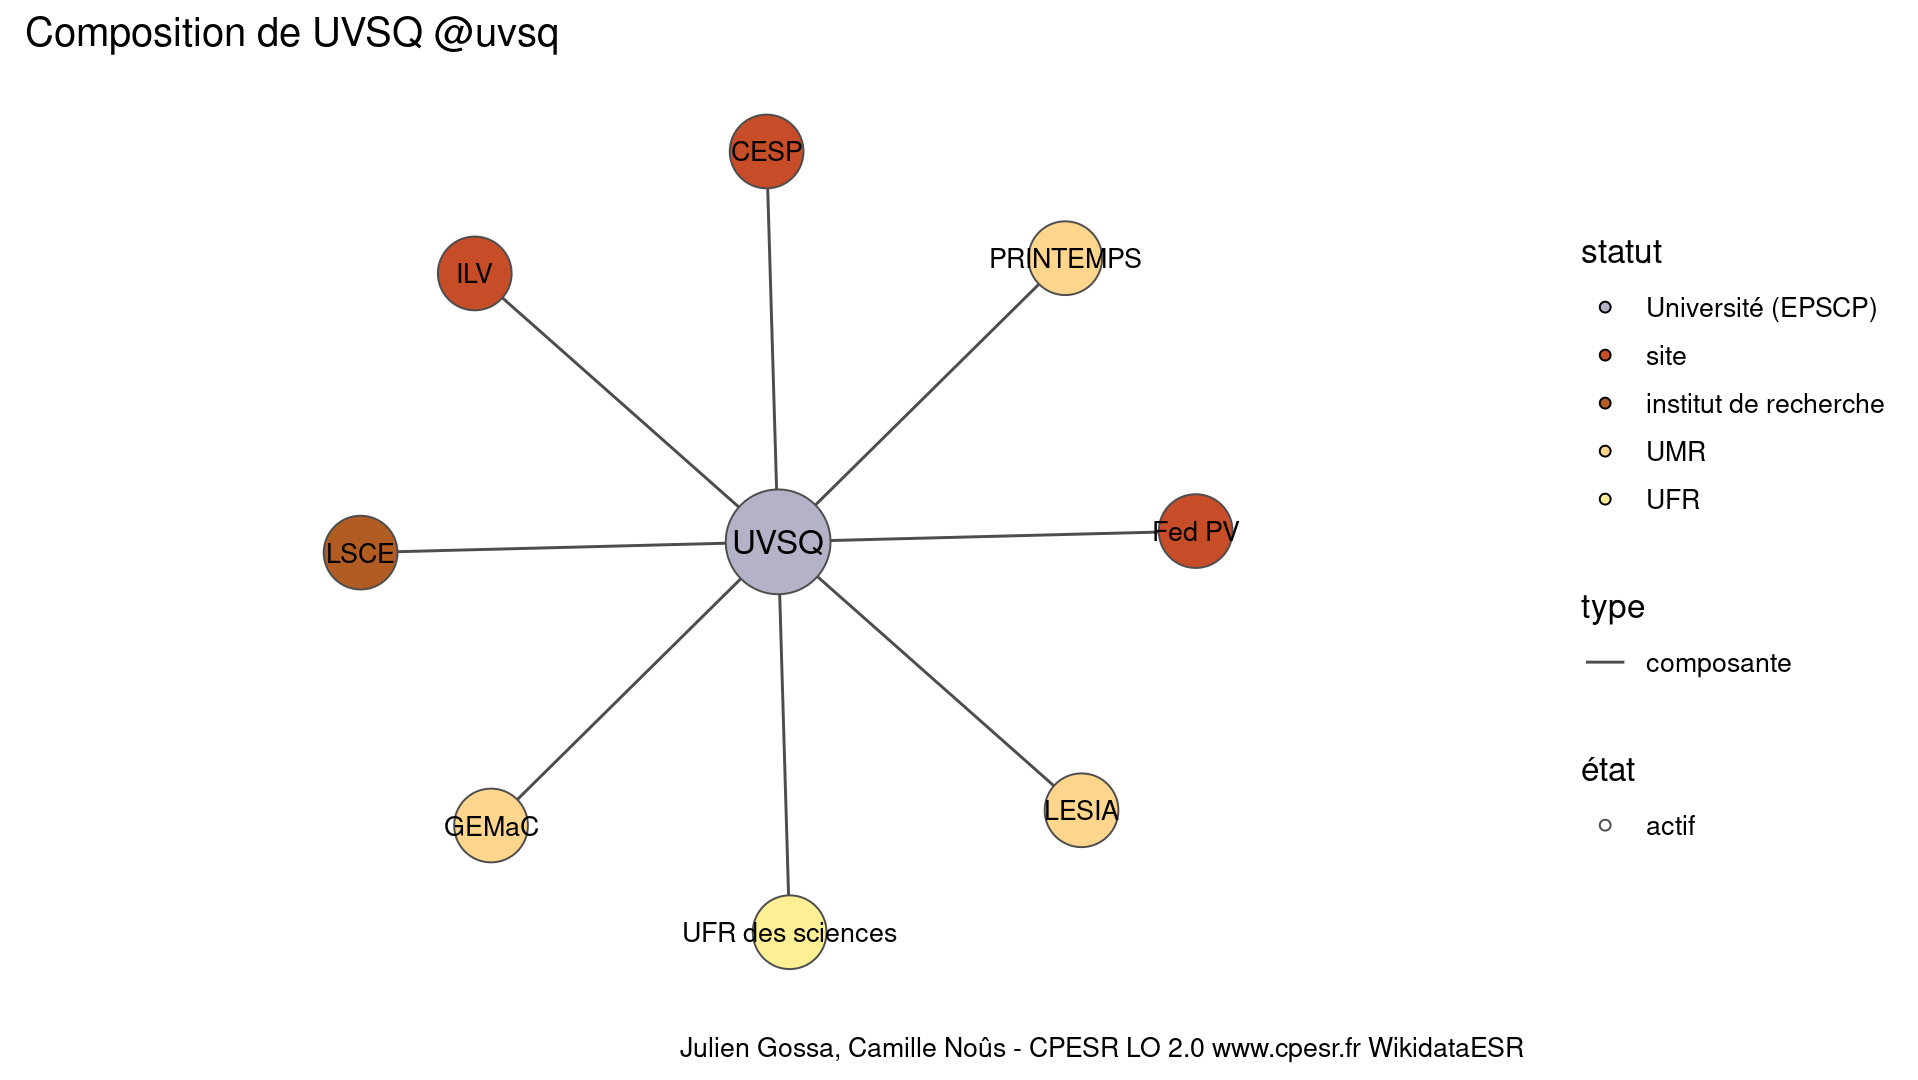 Composition de UVSQ @uvsq
CESP
PRINTEMPS
ILV
Fed PV
UVSQ
LSCE
LESIA
GEMaC
UFR des sciences
statut
Université (EPSCP)
site
institut de recherche
UMR
UFR
type
composante
état
actif
Julien Gossa, Camille Noûs - CPESR LO 2.0 www.cpesr.fr WikidataESR